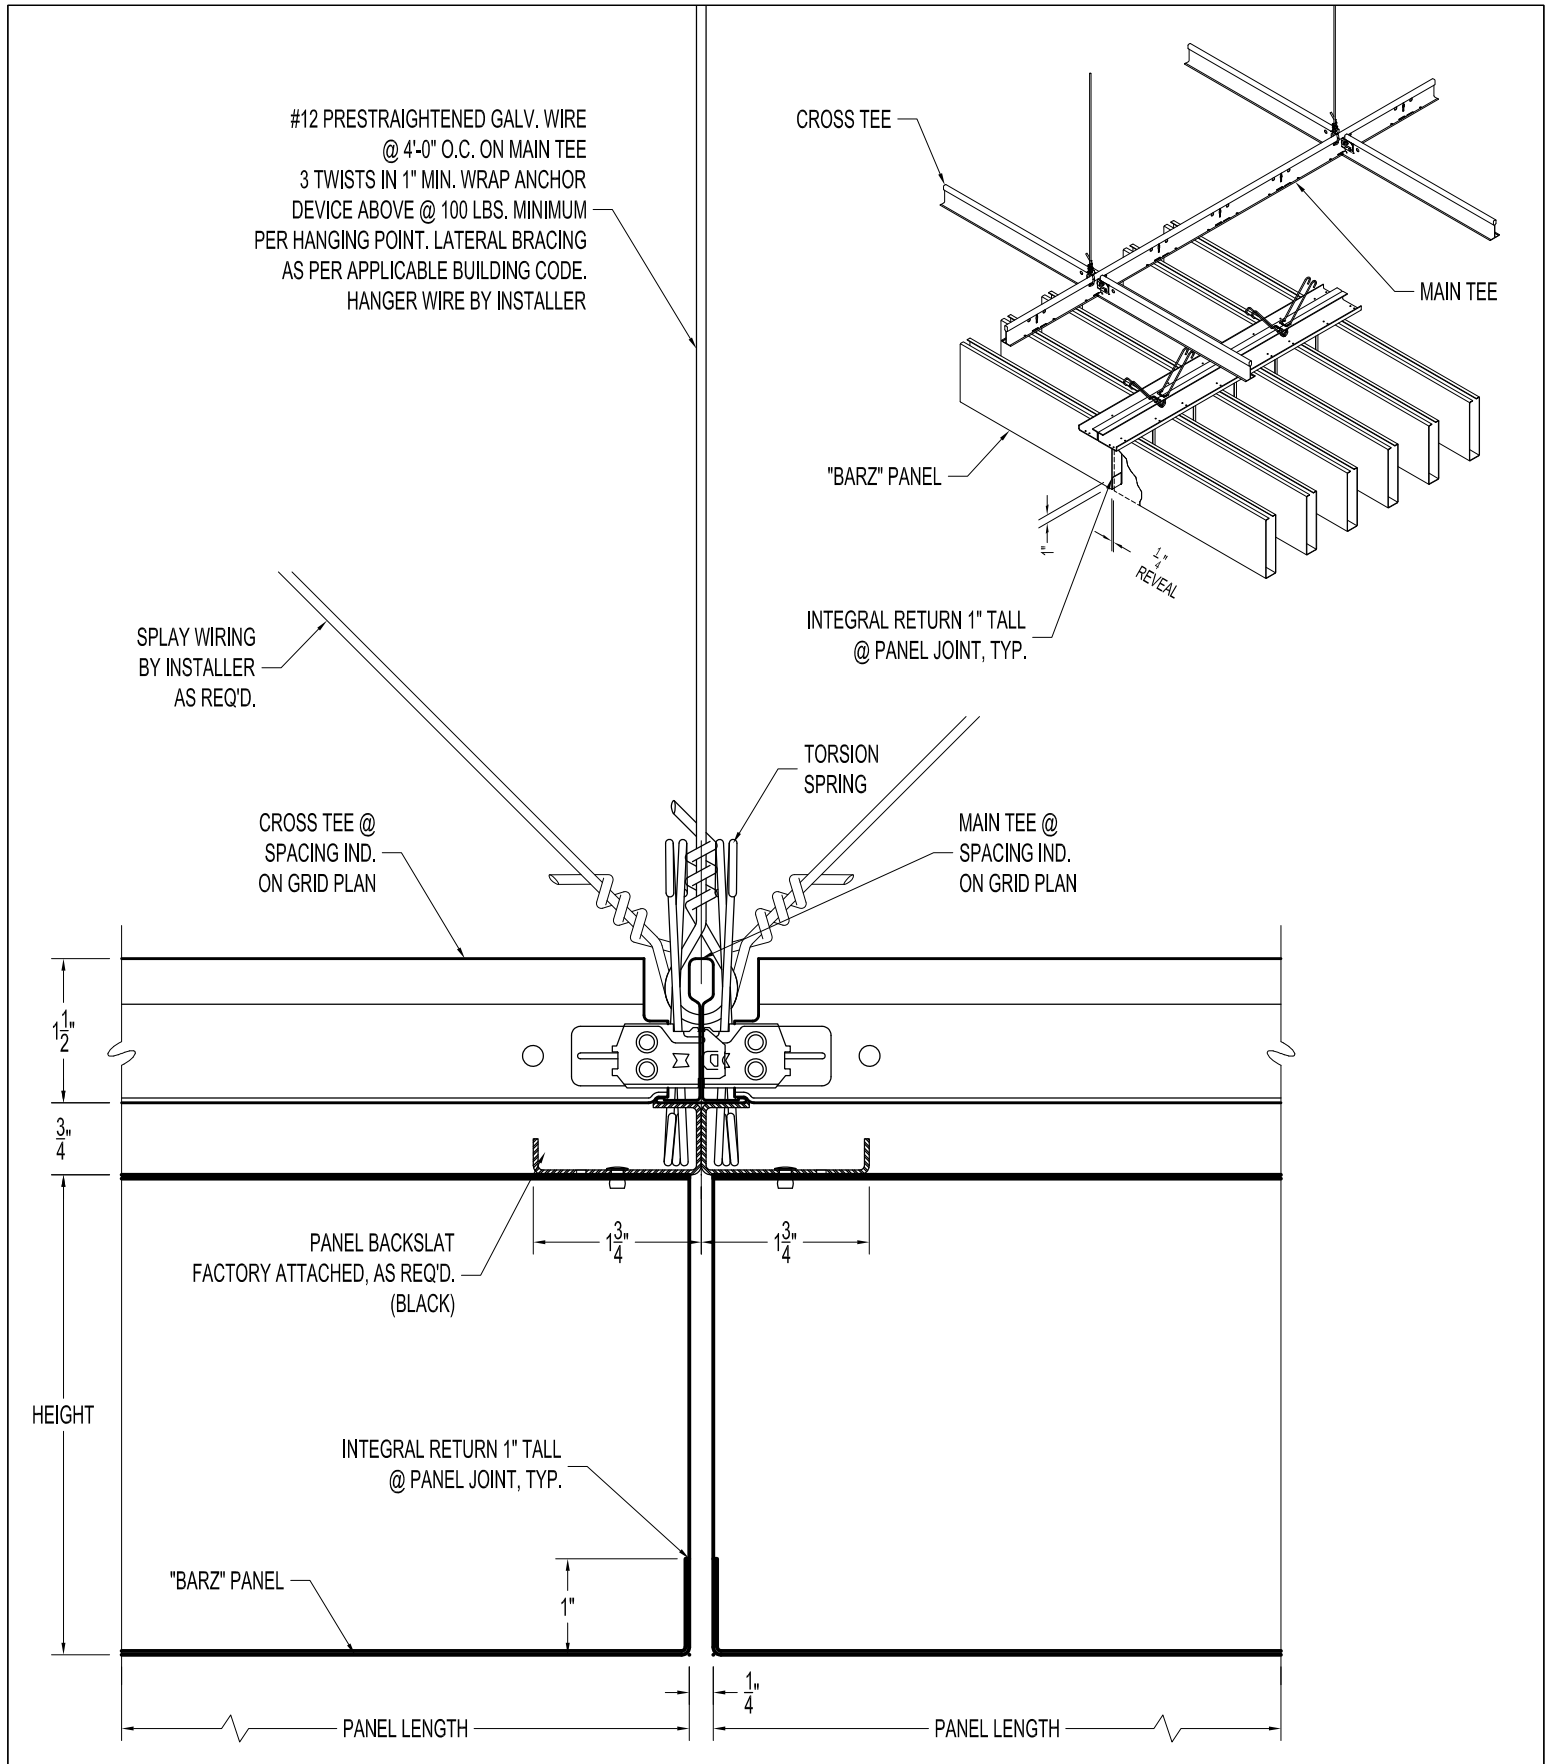 #12 PRESTRAIGHTENED GALV. WIRE
@ 4'-0" O.C. ON MAIN TEE
3 TWISTS IN 1" MIN. WRAP ANCHOR
DEVICE ABOVE @ 100 LBS. MINIMUM
PER HANGING POINT. LATERAL BRACING
AS PER APPLICABLE BUILDING CODE.
HANGER WIRE BY INSTALLER
CROSS TEE
MAIN TEE
"BARZ" PANEL
1"
1/4"
REVEAL
INTEGRAL RETURN 1" TALL
@ PANEL JOINT, TYP.
SPLAY WIRING
BY INSTALLER
AS REQ'D.
TORSION
SPRING
CROSS TEE @
SPACING IND.
ON GRID PLAN
MAIN TEE @
SPACING IND.
ON GRID PLAN
1 1/2"
3/4"
1 3/4"
1 3/4"
PANEL BACKSLAT
FACTORY ATTACHED, AS REQ'D.
(BLACK)
HEIGHT
INTEGRAL RETURN 1" TALL
@ PANEL JOINT, TYP.
"BARZ" PANEL
1"
1/4"
PANEL LENGTH
PANEL LENGTH